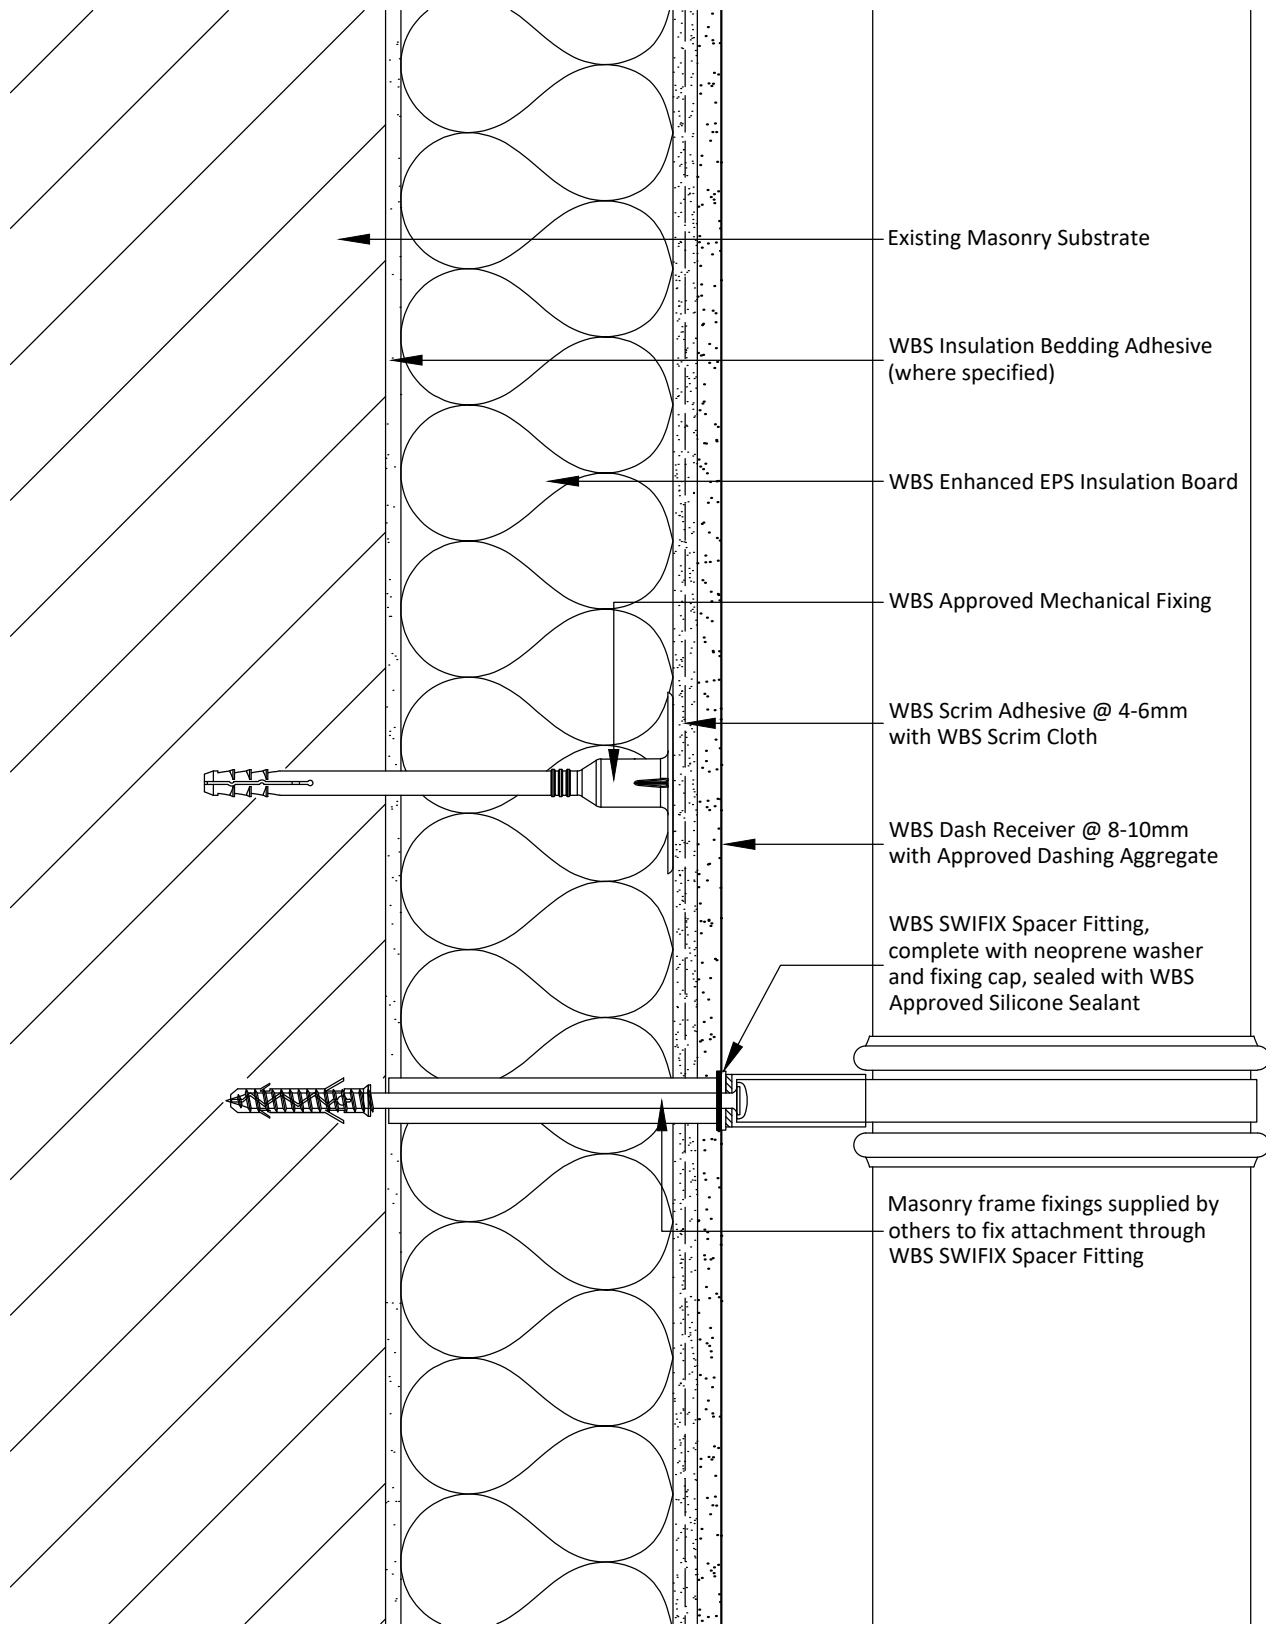 Existing Masonry Substrate
WBS Insulation Bedding Adhesive
(where specified)
WBS Enhanced EPS Insulation Board
WBS Approved Mechanical Fixing
WBS Scrim Adhesive @ 4-6mm
with WBS Scrim Cloth
WBS Dash Receiver @ 8-10mm
with Approved Dashing Aggregate
WBS SWIFIX Spacer Fitting,
complete with neoprene washer
and fixing cap, sealed with WBS
Approved Silicone Sealant
Masonry frame fixings supplied by
others to fix attachment through
WBS SWIFIX Spacer Fitting